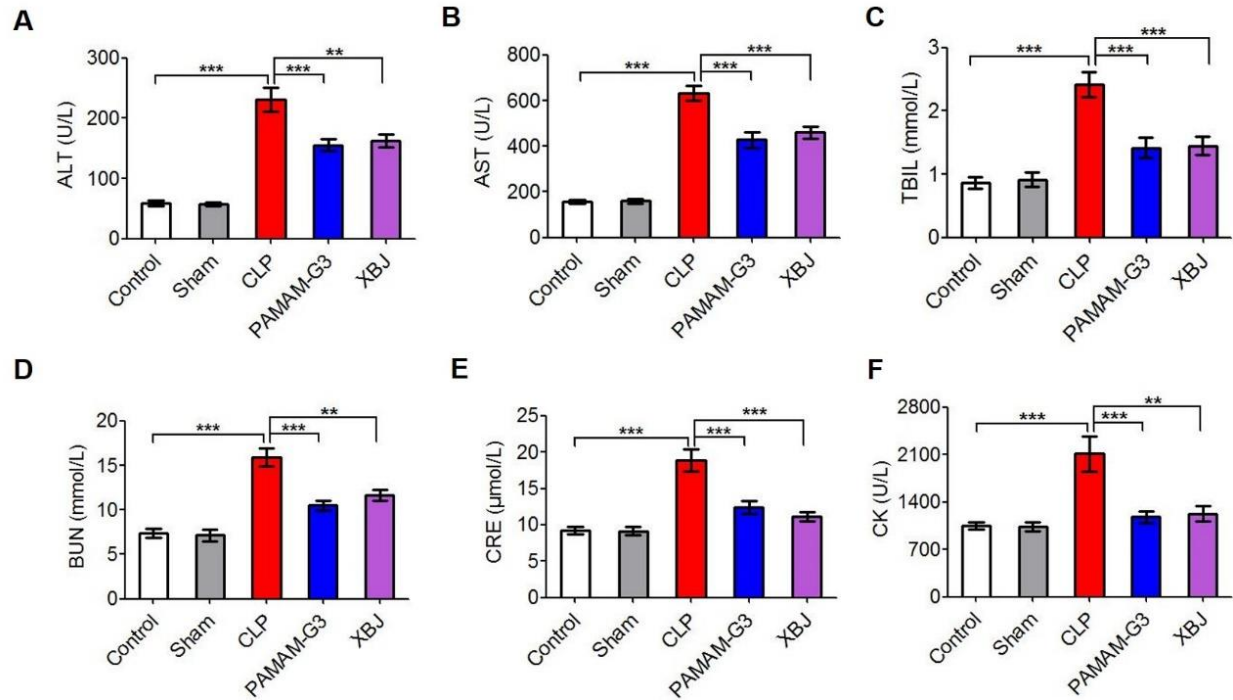 A
ALT (U/L)
300
200
100
0
***
***
**
Control
Sham
CLP
PAMAM-G3
XBJ
B
AST (U/L)
800
600
400
200
0
***
***
***
Control
Sham
CLP
PAMAM-G3
XBJ
C
TBIL (mmol/L)
3
2
1
0
***
***
***
Control
Sham
CLP
PAMAM-G3
XBJ
D
BUN (mmol/L)
20
15
10
5
0
***
***
**
Control
Sham
CLP
PAMAM-G3
XBJ
E
CRE (μmol/L)
25
20
15
10
5
0
***
***
***
Control
Sham
CLP
PAMAM-G3
XBJ
F
CK (U/L)
2800
2100
1400
700
0
***
***
**
Control
Sham
CLP
PAMAM-G3
XBJ